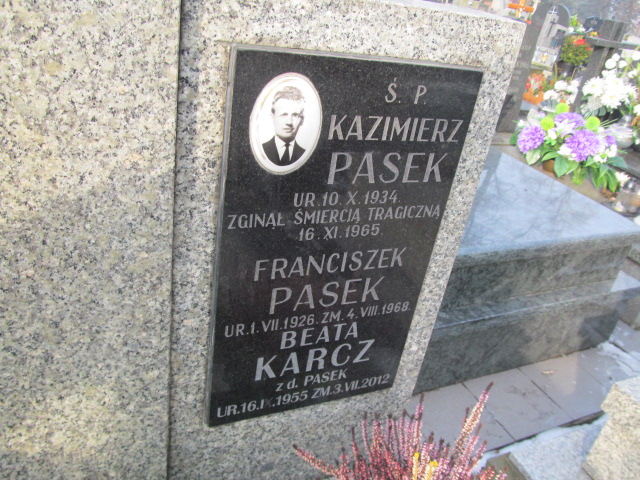 Ś. P.
KAZIMIERZ
PASEK
UR. 10. X. 1934.
ZGINĄŁ ŚMIERCIĄ TRAGICZNĄ
16. XI. 1965.
FRANCISZEK
PASEK
UR. 1. VII. 1926. ZM. 4. VIII. 1968.
BEATA
KARCZ
z d. PASEK
UR. 16. IX. 1955 ZM. 3. VII. 2012